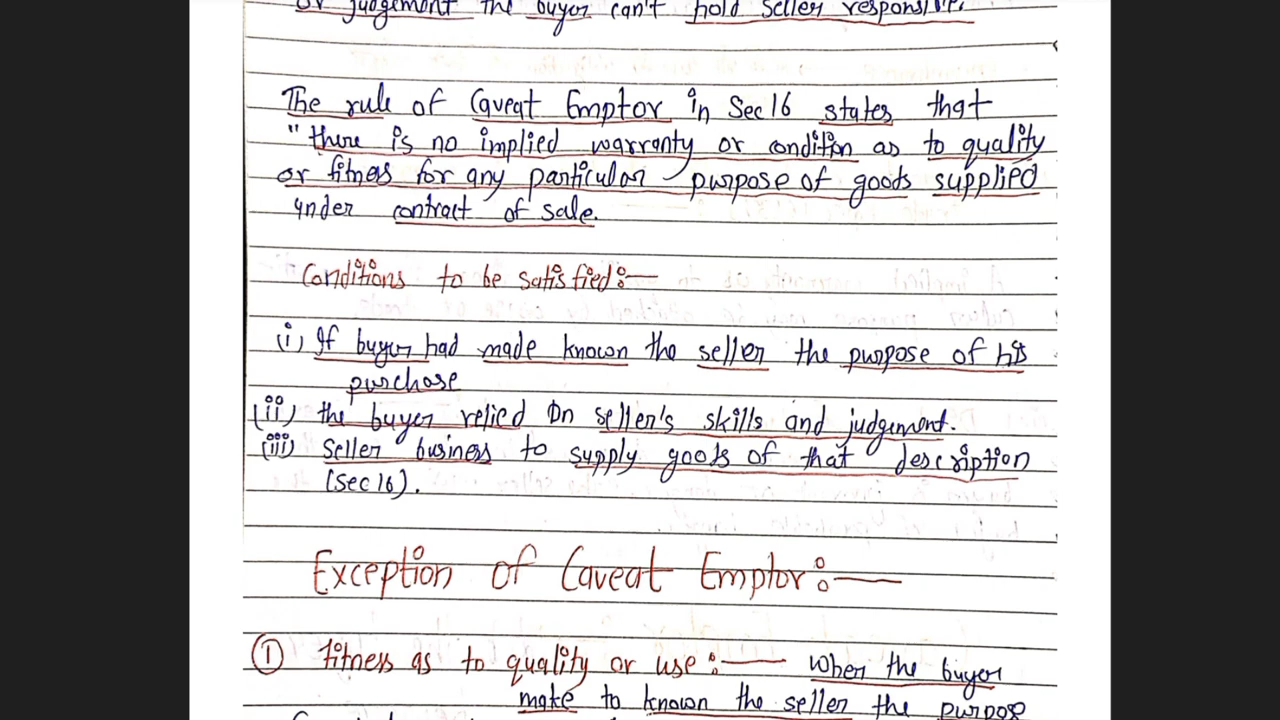 or judgement the buyer can't hold seller responsible.
The rule of Caveat Emptor in Sec 16 states that
"there is no implied warranty or condition as to quality
or fitness for any particular purpose of goods supplied
under contract of sale.
Conditions to be satisfied:—
(i) If buyer had made known the seller the purpose of his
purchase
(ii) the buyer relied on seller's skills and judgement.
(iii) seller business to supply goods of that description
(Sec 16).
Exception of Caveat Emptor:—
① fitness as to quality or use:— when the buyer
make to known the seller the purpose